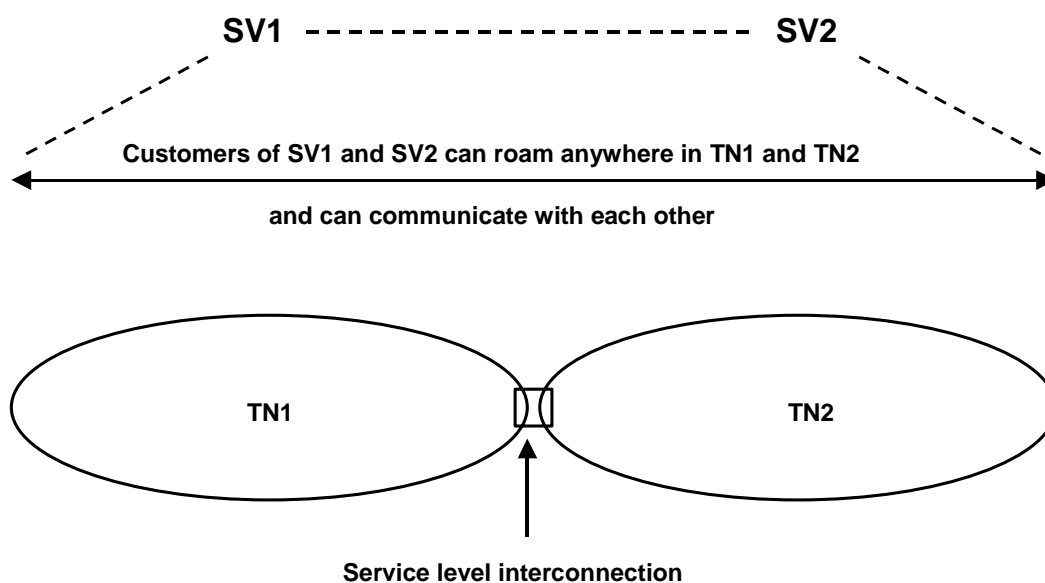 SV1 SV2
Customers of SV1 and SV2 can roam anywhere in TN1 and TN2
and can communicate with each other
TN1 TN2
Service level interconnection